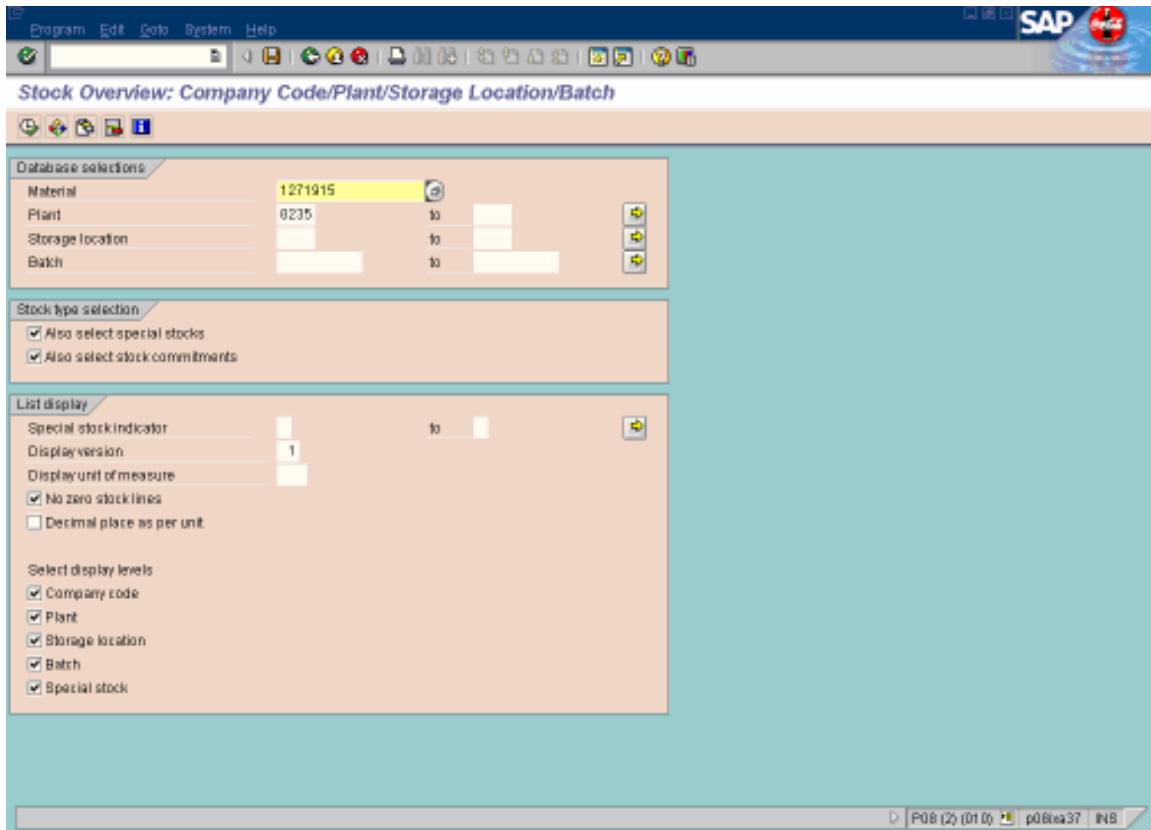 Program Edit Goto System Help
SAP
Stock Overview: Company Code/Plant/Storage Location/Batch
Database selections
Material 1271915
Plant 0235 to
Storage location to
Batch to
Stock type selection
Also select special stocks
Also select stock commitments
List display
Special stock indicator to
Display version 1
Display unit of measure
No zero stock lines
Decimal place as per unit
Select display levels
Company code
Plant
Storage location
Batch
Special stock
P08 (2) (010) INS